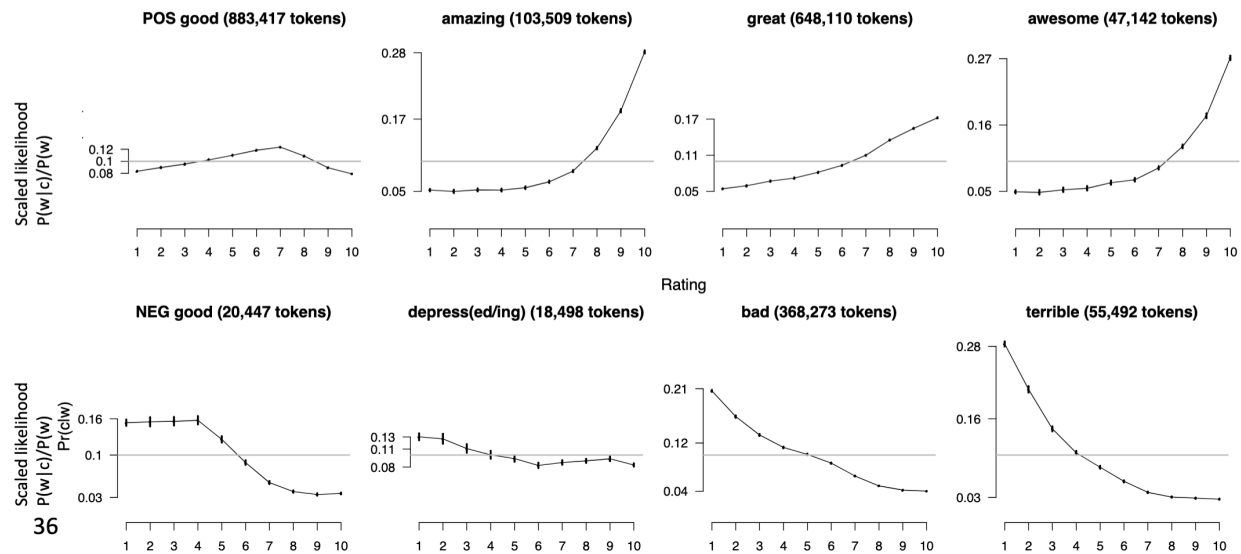 POS good (883,417 tokens)
amazing (103,509 tokens)
great (648,110 tokens)
awesome (47,142 tokens)
Scaled likelihood
P(w|c)/P(w)
0.12
0.1
0.08
1 2 3 4 5 6 7 8 9 10
0.28
0.17
0.05
1 2 3 4 5 6 7 8 9 10
0.17
0.11
0.05
1 2 3 4 5 6 7 8 9 10
0.27
0.16
0.05
1 2 3 4 5 6 7 8 9 10
Rating
NEG good (20,447 tokens)
depress(ed/ing) (18,498 tokens)
bad (368,273 tokens)
terrible (55,492 tokens)
Scaled likelihood
P(w|c)/P(w)
Pr(c|w)
0.16
0.1
0.03
1 2 3 4 5 6 7 8 9 10
0.13
0.11
0.08
1 2 3 4 5 6 7 8 9 10
0.21
0.12
0.04
1 2 3 4 5 6 7 8 9 10
0.28
0.16
0.03
1 2 3 4 5 6 7 8 9 10
36